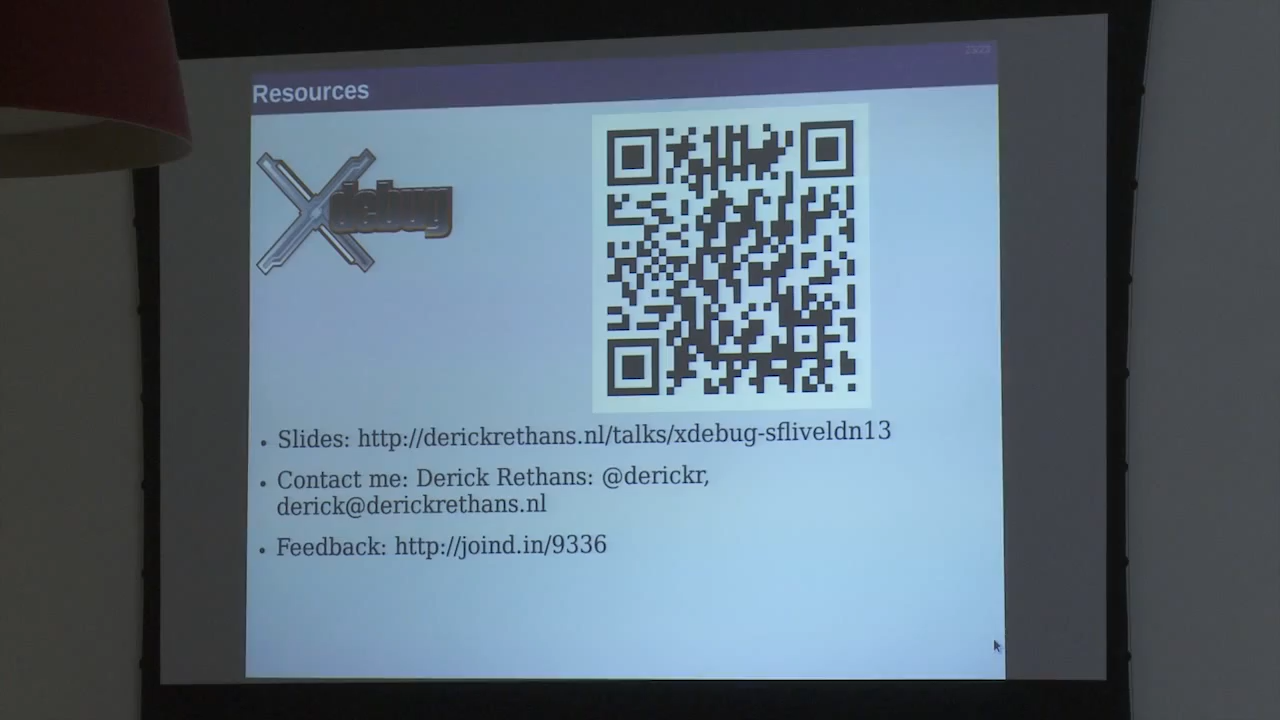 Resources
Xdebug
• Slides: http://derickrethans.nl/talks/xdebug-sfliveldn13
• Contact me: Derick Rethans: @derickr,
derick@derickrethans.nl
• Feedback: http://joind.in/9336